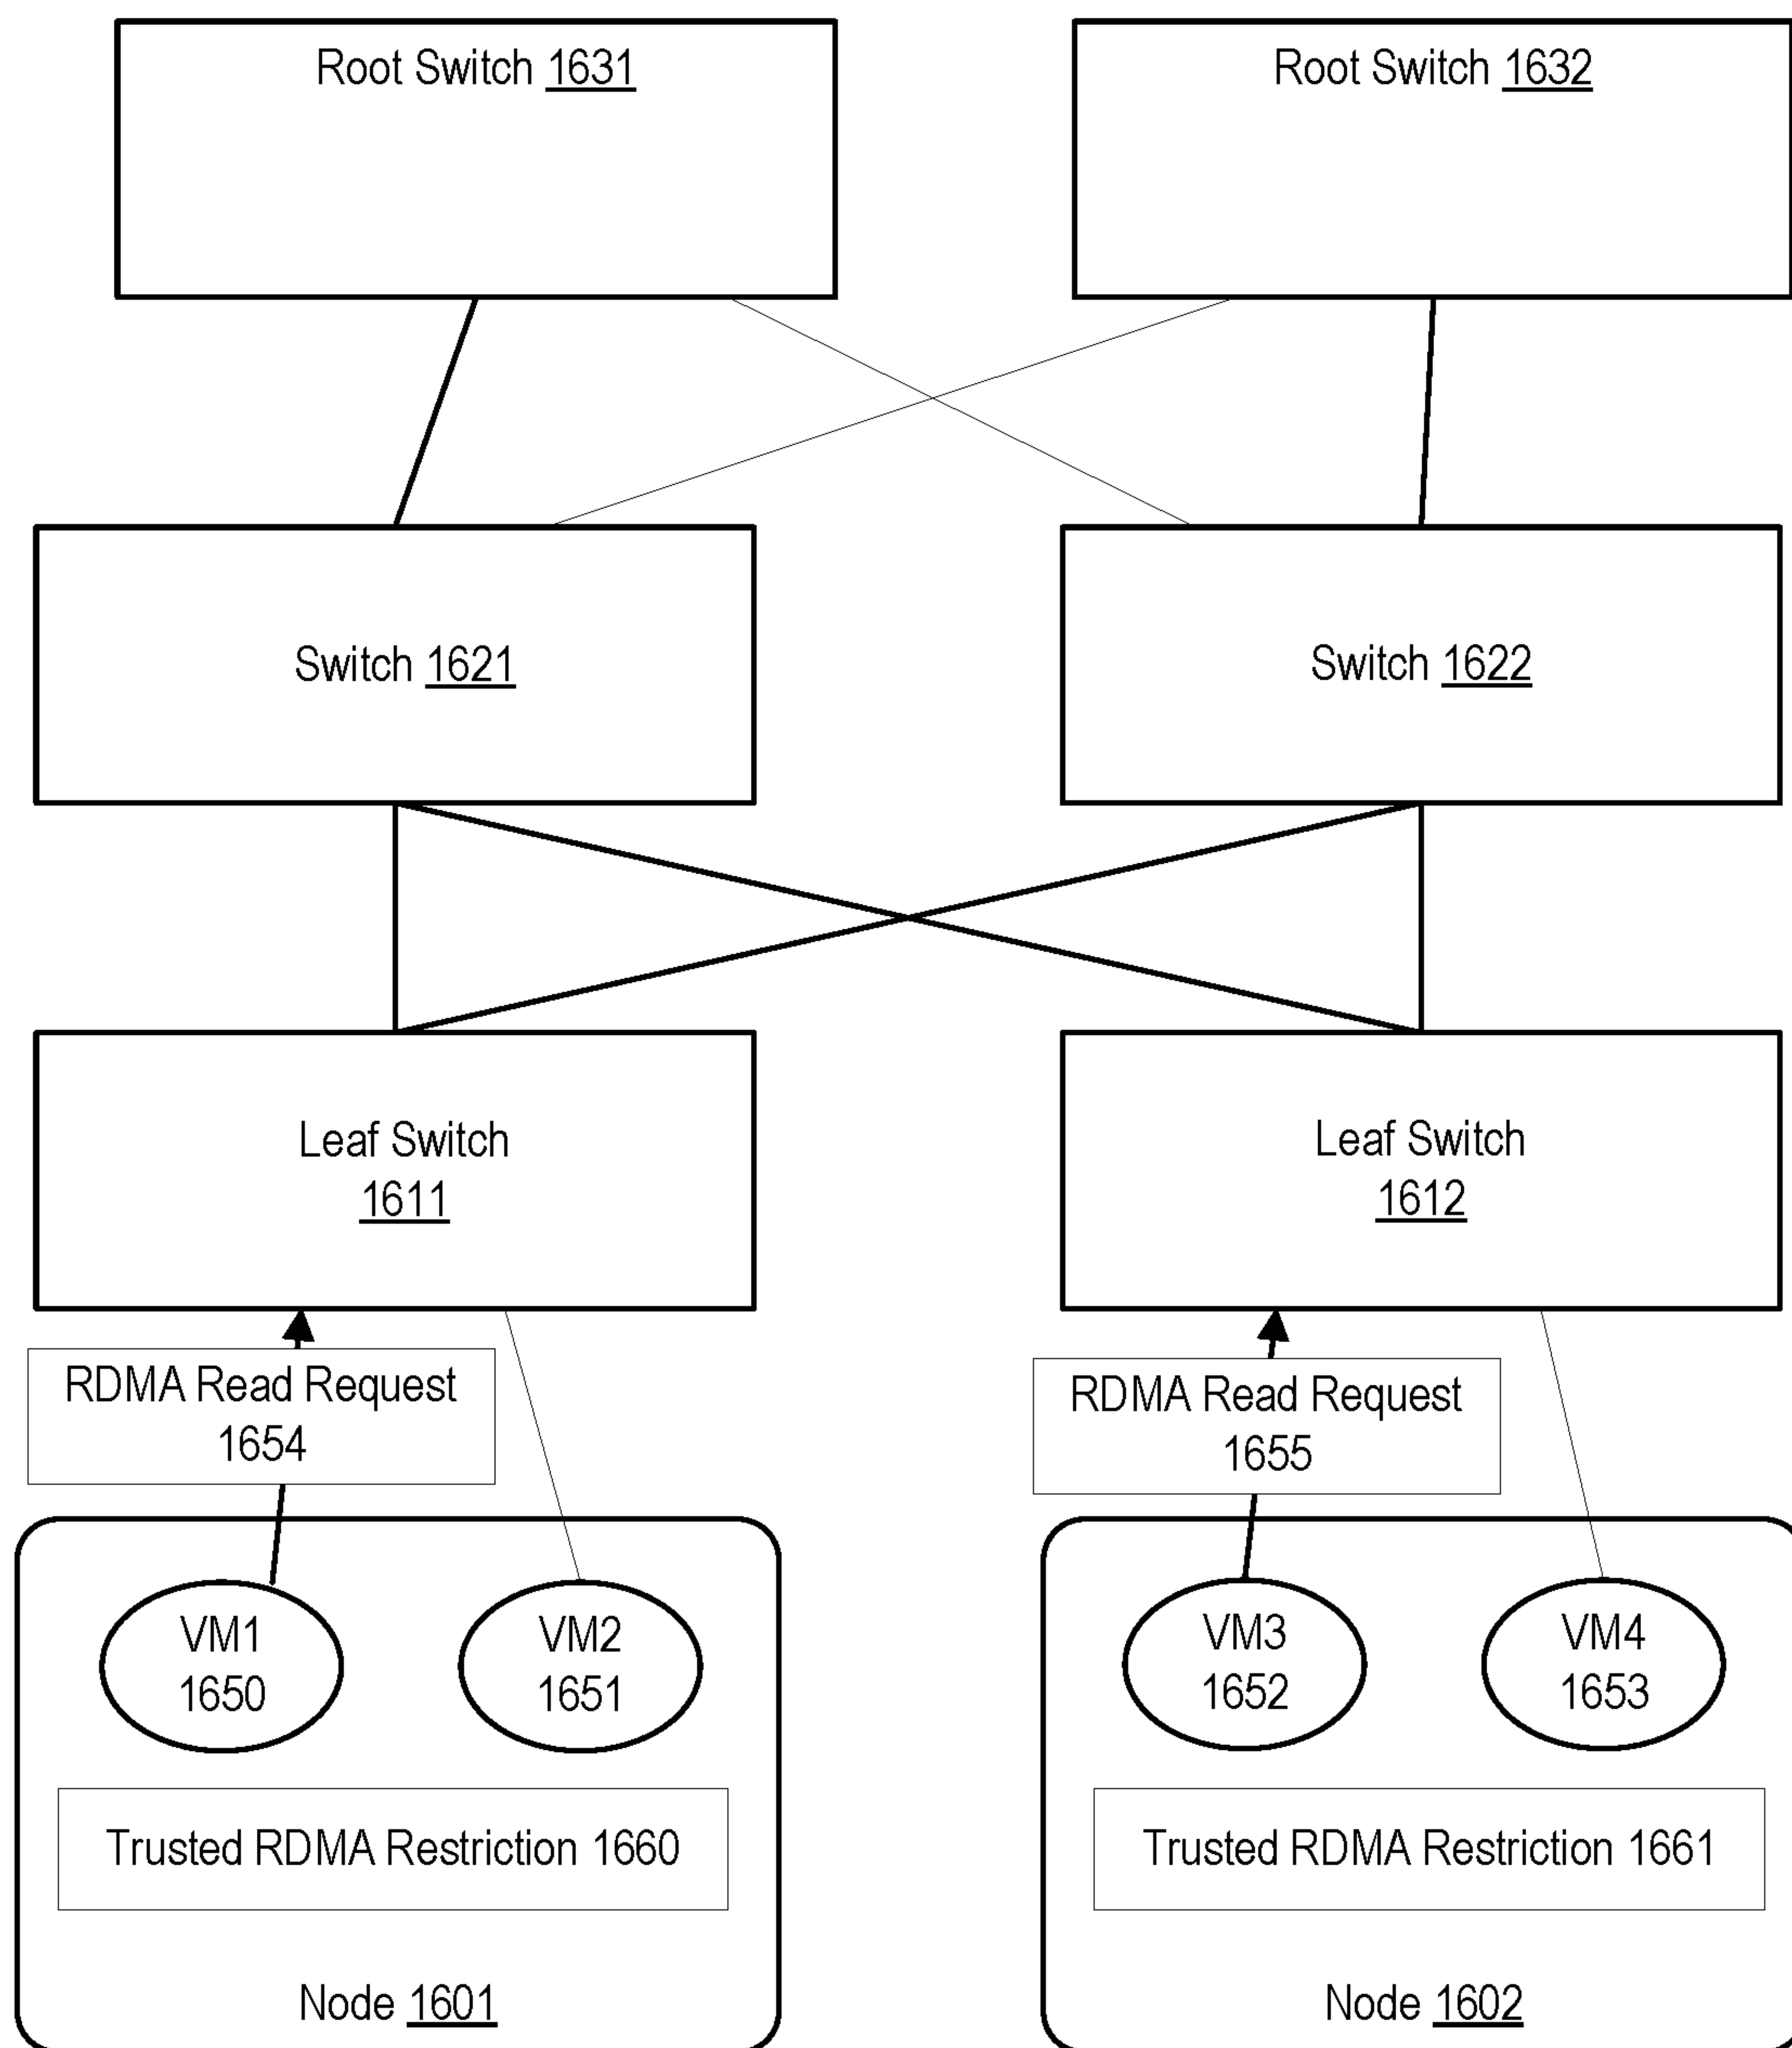 Root Switch 1631
Root Switch 1632
Switch 1621
Switch 1622
Leaf Switch
1611
Leaf Switch
1612
RDMA Read Request
1654
RDMA Read Request
1655
VM1
1650
VM2
1651
VM3
1652
VM4
1653
Trusted RDMA Restriction 1660
Trusted RDMA Restriction 1661
Node 1601
Node 1602